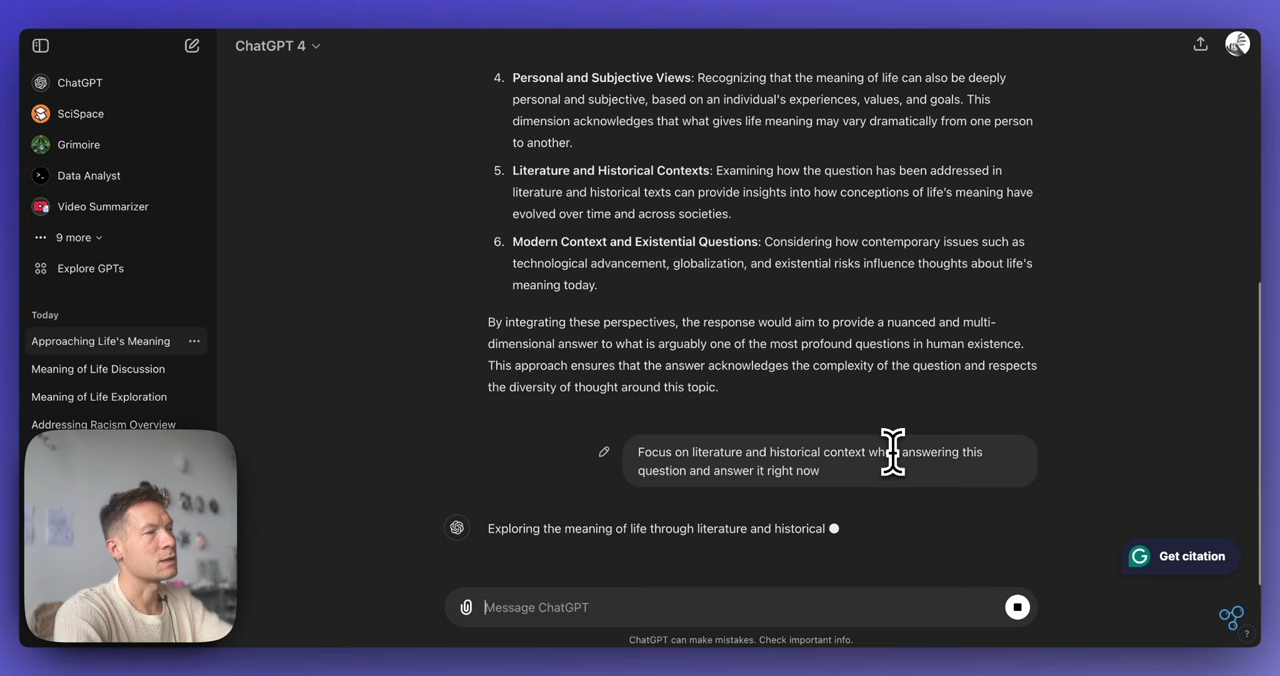 ChatGPT 4
ChatGPT
SciSpace
Grimoire
Data Analyst
Video Summarizer
9 more
Explore GPTs
Today
Approaching Life's Meaning
Meaning of Life Discussion
Meaning of Life Exploration
Addressing Racism Overview
4. Personal and Subjective Views: Recognizing that the meaning of life can also be deeply
personal and subjective, based on an individual's experiences, values, and goals. This
dimension acknowledges that what gives life meaning may vary dramatically from one person
to another.
5. Literature and Historical Contexts: Examining how the question has been addressed in
literature and historical texts can provide insights into how conceptions of life's meaning have
evolved over time and across societies.
6. Modern Context and Existential Questions: Considering how contemporary issues such as
technological advancement, globalization, and existential risks influence thoughts about life's
meaning today.
By integrating these perspectives, the response would aim to provide a nuanced and multi-
dimensional answer to what is arguably one of the most profound questions in human existence.
This approach ensures that the answer acknowledges the complexity of the question and respects
the diversity of thought around this topic.
Focus on literature and historical context answering this
question and answer it right now
Exploring the meaning of life through literature and historical
Get citation
Message ChatGPT
ChatGPT can make mistakes. Check important info.
?